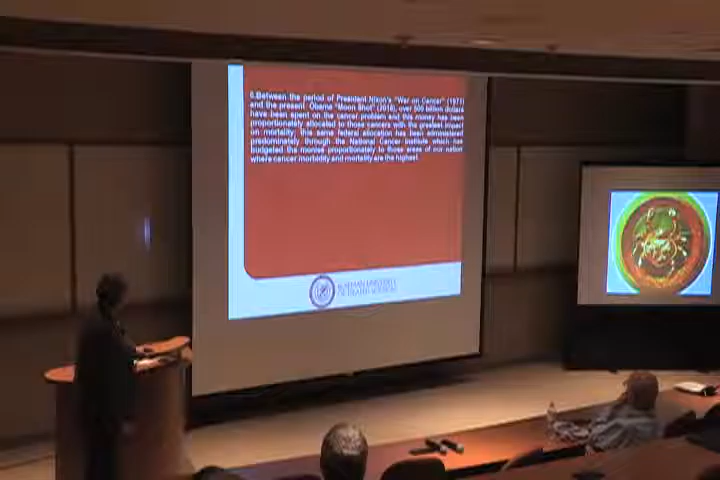 6.Between the period of President Nixon's "War on Cancer" (1971)
and the present Obama "Moon Shot" (2016), over 500 billion dollars
have been spent on the cancer problem and this money has been
proportionately allocated to those cancers with the greatest impact
on mortality; this same federal allocation has been administered
predominately through the National Cancer Institute which has
budgeted the monies proportionately to those areas of our nation
where cancer morbidity and mortality are the highest.
UNIVERSITY
OF HEALTH SCIENCES